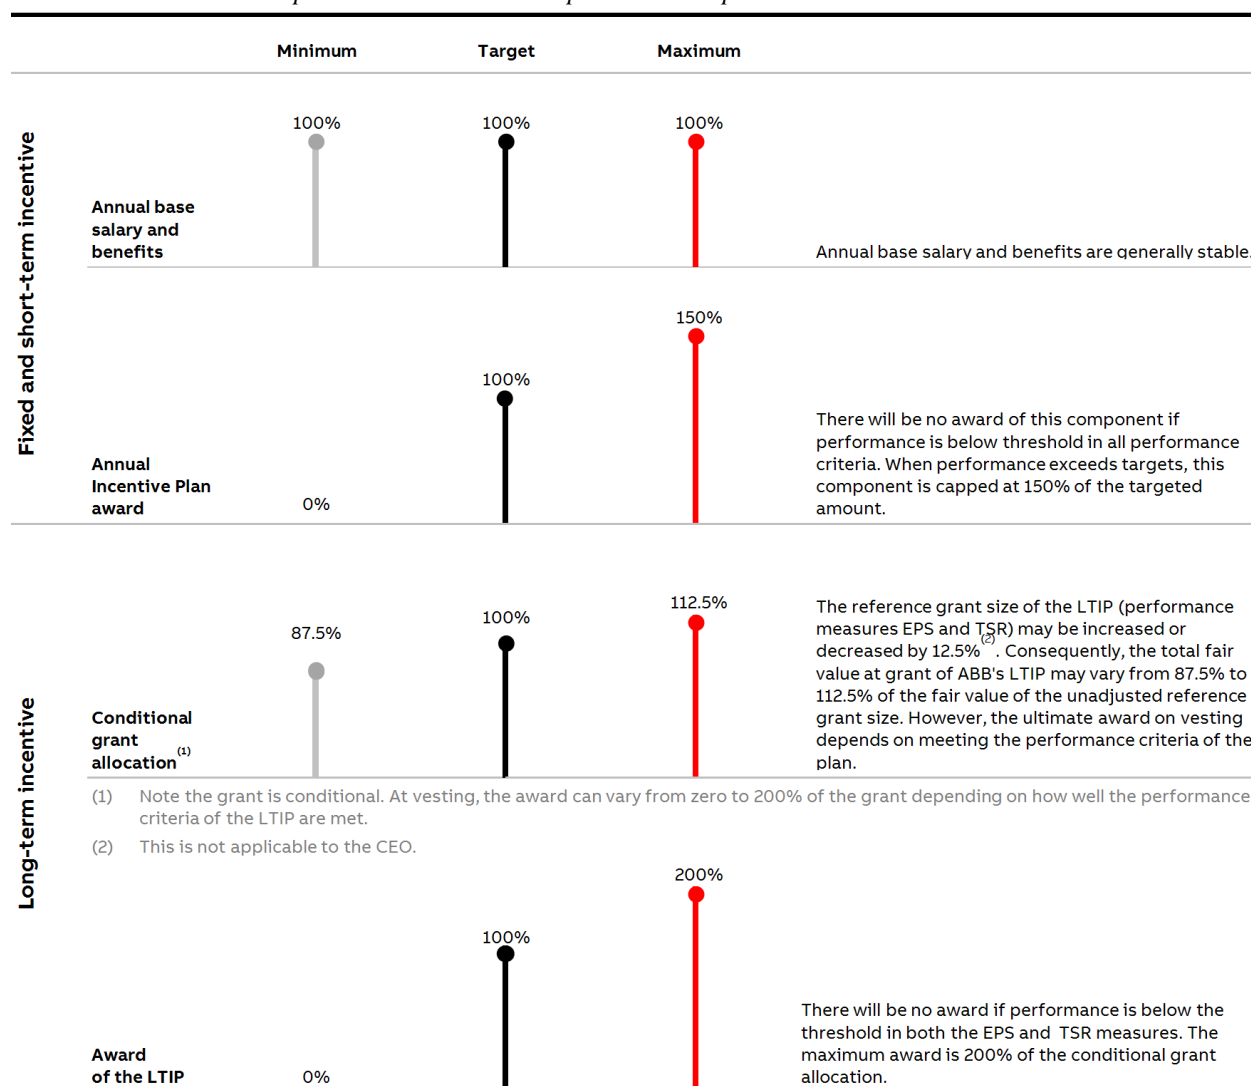 Minimum Target Maximum
Fixed and short-term incentive
100% 100% 100%
Annual base
salary and
benefits
Annual base salary and benefits are generally stable.
150%
100%
0%
Annual
Incentive Plan
award
There will be no award of this component if
performance is below threshold in all performance
criteria. When performance exceeds targets, this
component is capped at 150% of the targeted
amount.
Long-term incentive
87.5% 100% 112.5%
Conditional
grant
allocation(1)
The reference grant size of the LTIP (performance
measures EPS and TSR) may be increased or
decreased by 12.5%(2). Consequently, the total fair
value at grant of ABB's LTIP may vary from 87.5% to
112.5% of the fair value of the unadjusted reference
grant size. However, the ultimate award on vesting
depends on meeting the performance criteria of the
plan.
(1) Note the grant is conditional. At vesting, the award can vary from zero to 200% of the grant depending on how well the performance
criteria of the LTIP are met.
(2) This is not applicable to the CEO.
200%
100%
0%
Award
of the LTIP
There will be no award if performance is below the
threshold in both the EPS and TSR measures. The
maximum award is 200% of the conditional grant
allocation.